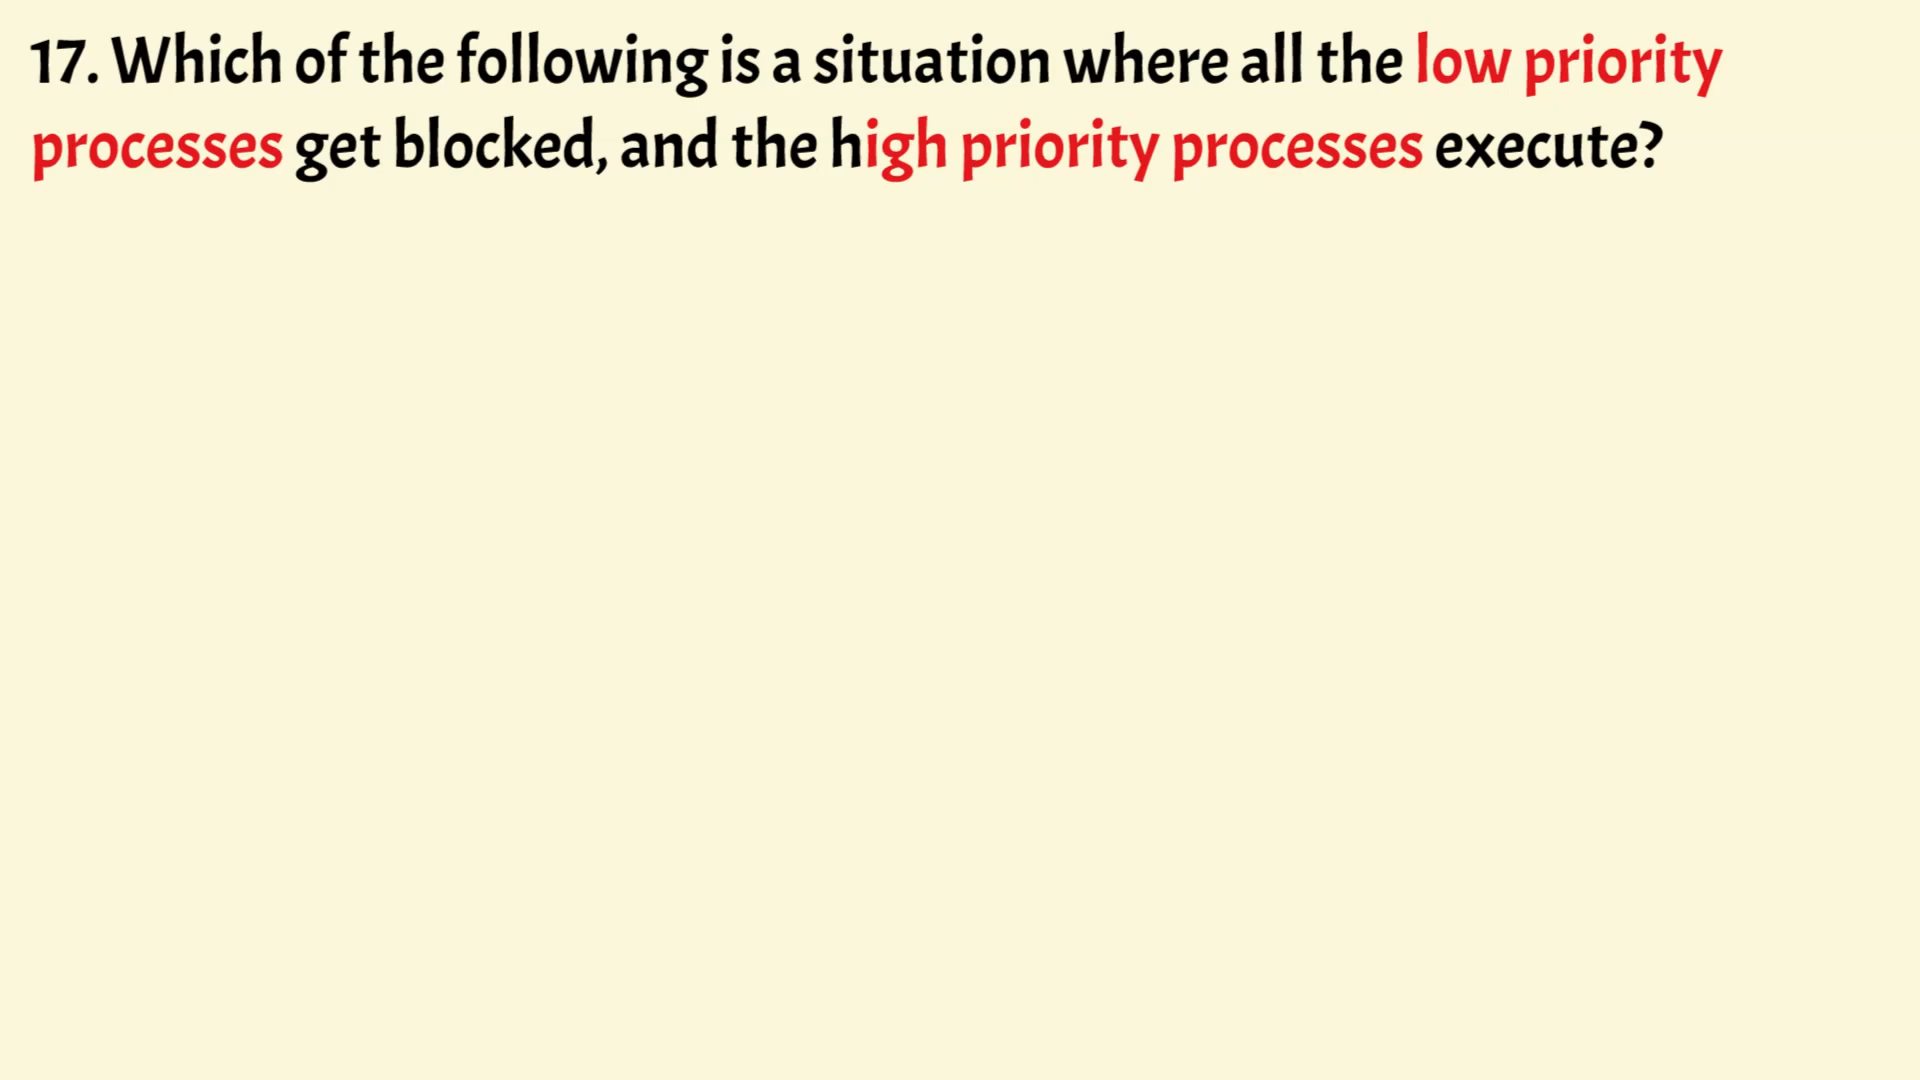 17. Which of the following is a situation where all the low priority
processes get blocked, and the high priority processes execute?